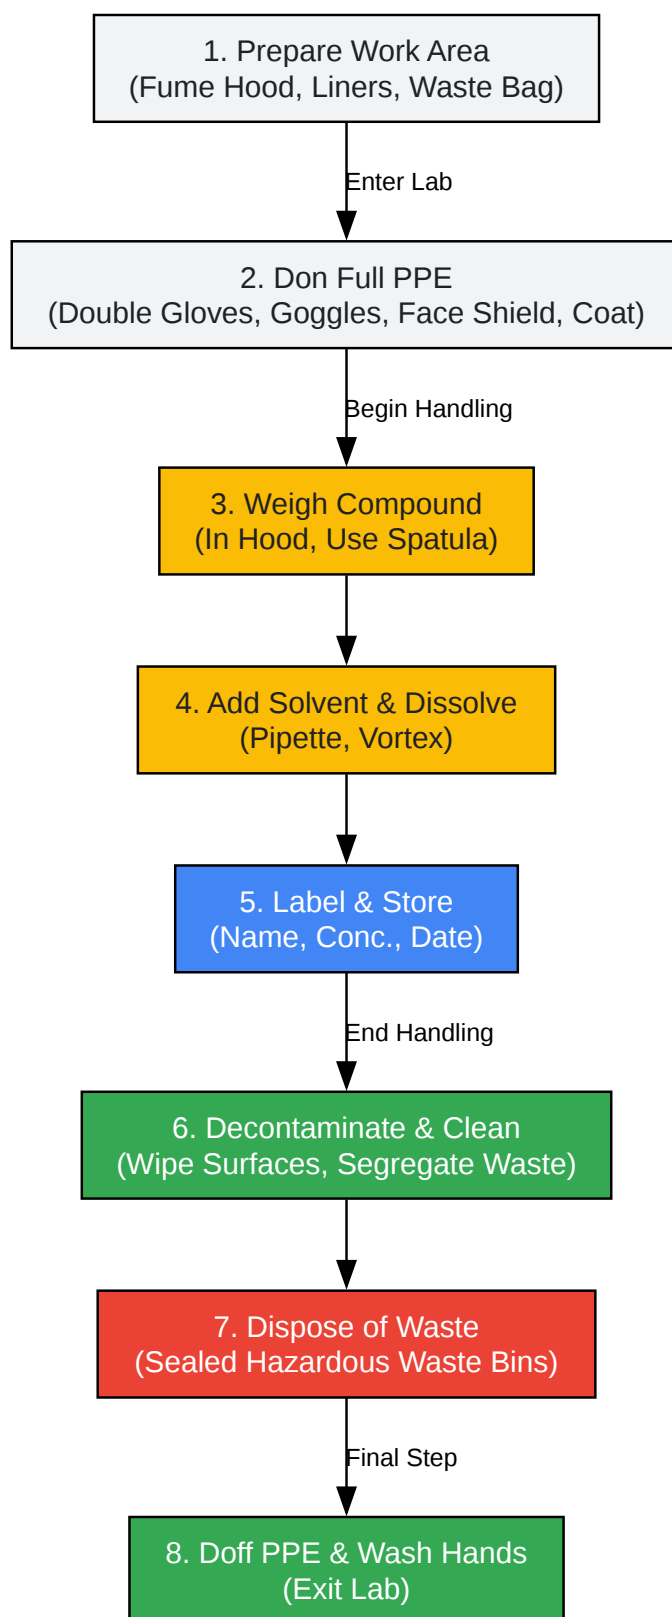 1. Prepare Work Area
(Fume Hood, Liners, Waste Bag)
Enter Lab
2. Don Full PPE
(Double Gloves, Goggles, Face Shield, Coat)
Begin Handling
3. Weigh Compound
(In Hood, Use Spatula)
4. Add Solvent & Dissolve
(Pipette, Vortex)
5. Label & Store
(Name, Conc., Date)
End Handling
6. Decontaminate & Clean
(Wipe Surfaces, Segregate Waste)
7. Dispose of Waste
(Sealed Hazardous Waste Bins)
Final Step
8. Doff PPE & Wash Hands
(Exit Lab)